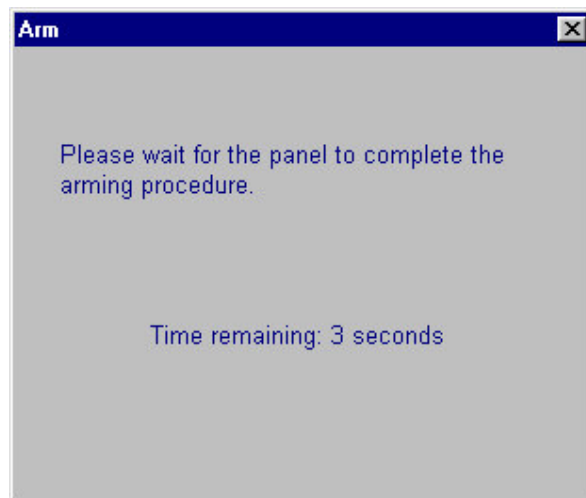 Arm
Please wait for the panel to complete the
arming procedure.
Time remaining: 3 seconds